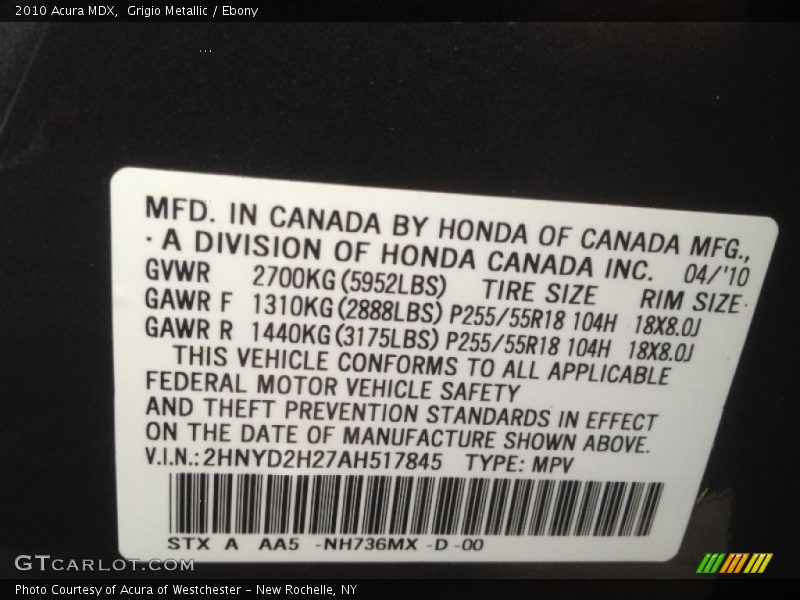 2010 Acura MDX, Grigio Metallic / Ebony
MFD. IN CANADA BY HONDA OF CANADA MFG.,
· A DIVISION OF HONDA CANADA INC. 04/'10
GVWR 2700KG (5952LBS) TIRE SIZE RIM SIZE
GAWR F 1310KG (2888LBS) P255/55R18 104H 18X8.0J
GAWR R 1440KG (3175LBS) P255/55R18 104H 18X8.0J
THIS VEHICLE CONFORMS TO ALL APPLICABLE
FEDERAL MOTOR VEHICLE SAFETY
AND THEFT PREVENTION STANDARDS IN EFFECT
ON THE DATE OF MANUFACTURE SHOWN ABOVE.
V.I.N.: 2HNYD2H27AH517845 TYPE: MPV
STX A AA5 -NH736MX -D -00
GTCARLOT.COM
Photo Courtesy of Acura of Westchester - New Rochelle, NY